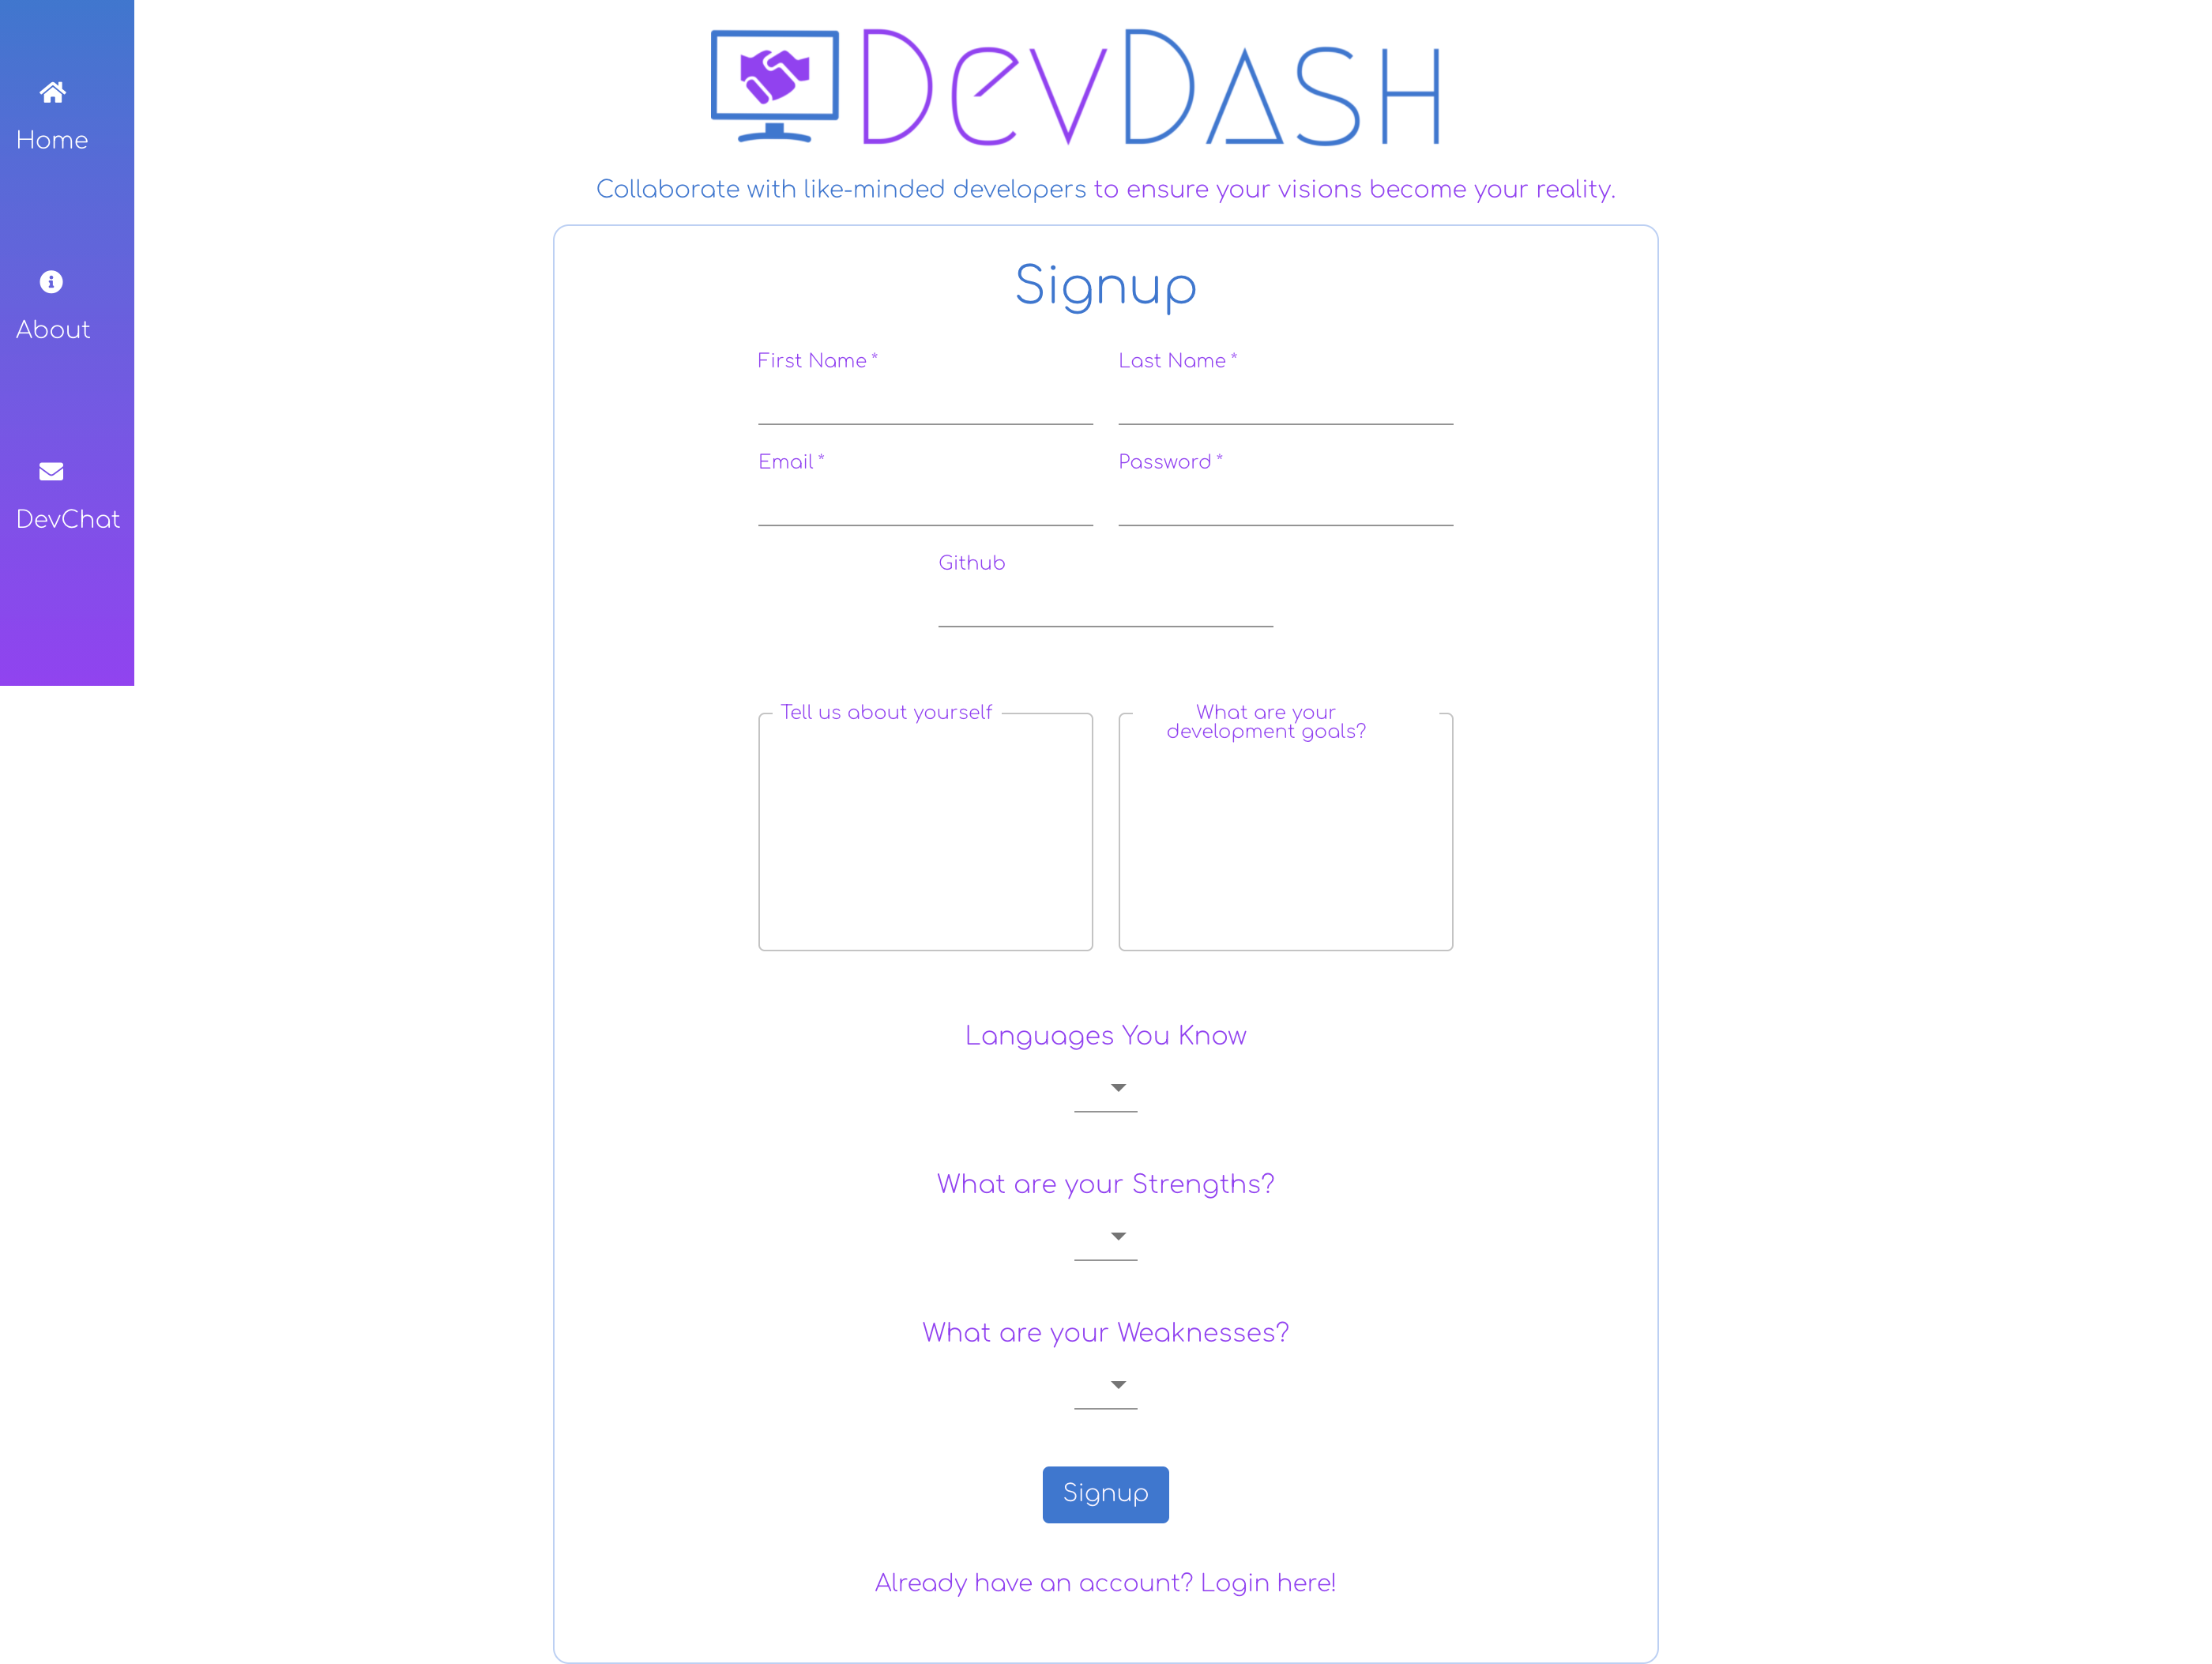 DevDASH
Collaborate with like-minded developers to ensure your visions become your reality.
Home
About
DevChat
Signup
First Name *
Last Name *
Email *
Password *
Github
Tell us about yourself
What are your
development goals?
Languages You Know
What are your Strengths?
What are your Weaknesses?
Signup
Already have an account? Login here!